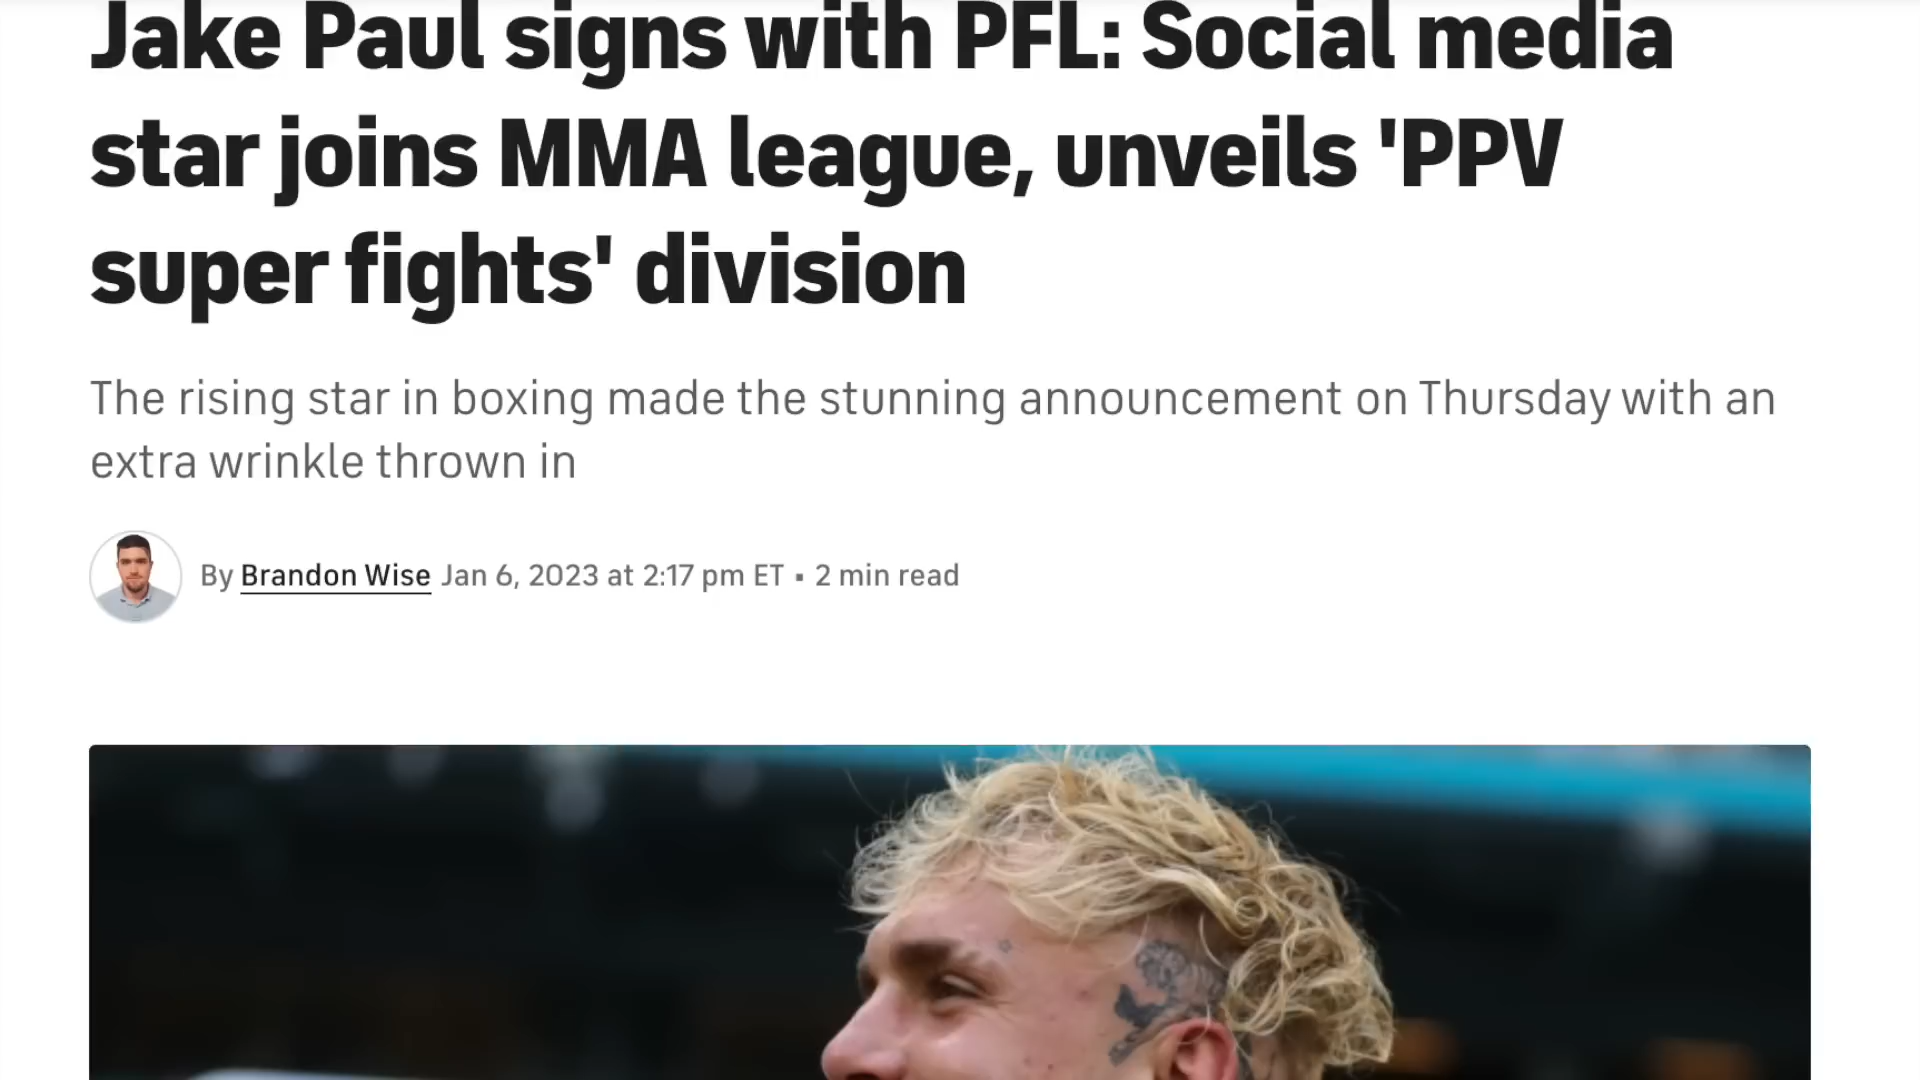 Jake Paul signs with PFL: Social media
star joins MMA league, unveils 'PPV
super fights' division
The rising star in boxing made the stunning announcement on Thursday with an
extra wrinkle thrown in
By Brandon Wise Jan 6, 2023 at 2:17 pm ET ▪ 2 min read